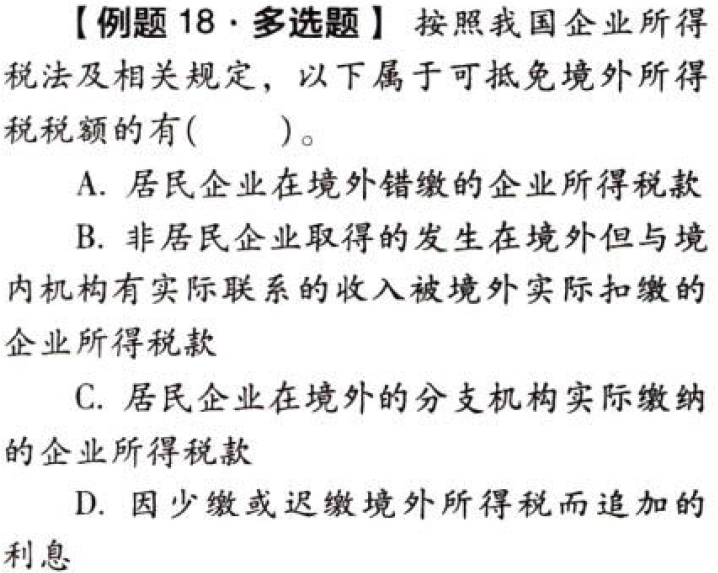 【例题 18·多选题】 按照我国企业所得
税法及相关规定，以下属于可抵免境外所得
税税额的有(　　)。
A. 居民企业在境外错缴的企业所得税款
B. 非居民企业取得的发生在境外但与境
内机构有实际联系的收入被境外实际扣缴的
企业所得税款
C. 居民企业在境外的分支机构实际缴纳
的企业所得税款
D. 因少缴或迟缴境外所得税而追加的
利息